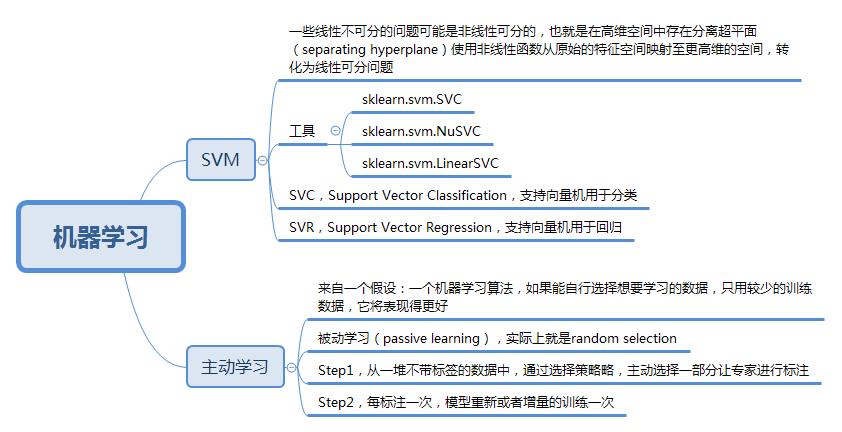 机器学习
SVM
一些线性不可分的问题可能是非线性可分的，也就是在高维空间中存在分离超平面
（separating hyperplane）使用非线性函数从原始的特征空间映射至更高维的空间，转
化为线性可分问题
工具
sklearn.svm.SVC
sklearn.svm.NuSVC
sklearn.svm.LinearSVC
SVC，Support Vector Classification，支持向量机用于分类
SVR，Support Vector Regression，支持向量机用于回归
主动学习
来自一个假设：一个机器学习算法，如果能自行选择想要学习的数据，只用较少的训练
数据，它将表现得更好
被动学习（passive learning），实际上就是random selection
Step1，从一堆不带标签的数据中，通过选择策略略，主动选择一部分让专家进行标注
Step2，每标注一次，模型重新或者增量的训练一次